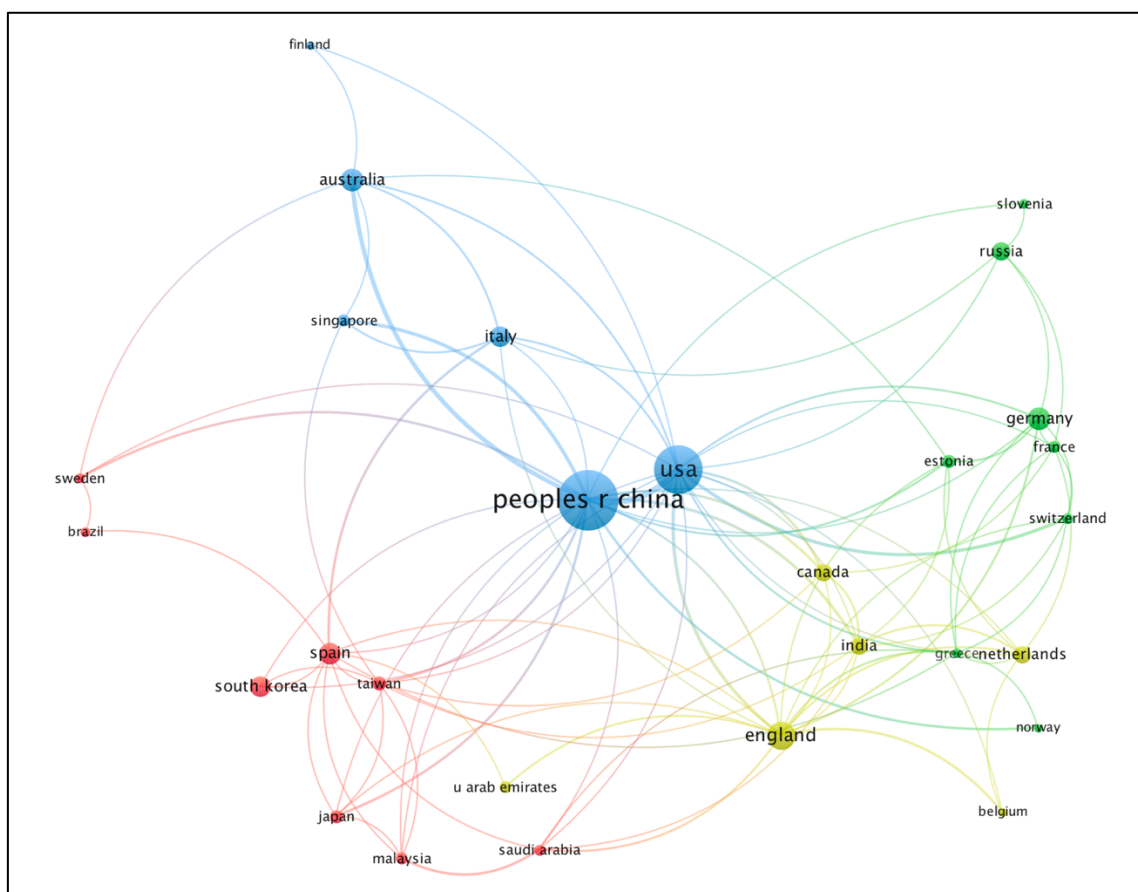 finland
australia
slovenia
russia
singapore
italy
germany
france
estonia
usa
sweden
peoples r china
switzerland
brazil
canada
india
spain
greece
netherlands
taiwan
south korea
norway
england
u arab emirates
belgium
japan
saudi arabia
malaysia